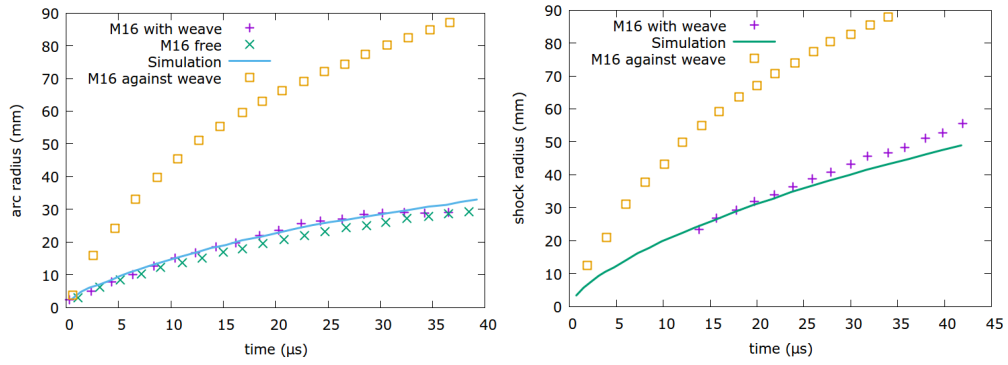 M16 with weave
M16 free
Simulation
M16 against weave
arc radius (mm)
90
80
70
60
50
40
30
20
10
0
0 5 10 15 20 25 30 35 40
time (μs)
M16 with weave
Simulation
M16 against weave
shock radius (mm)
90
80
70
60
50
40
30
20
10
0
0 5 10 15 20 25 30 35 40 45
time (μs)